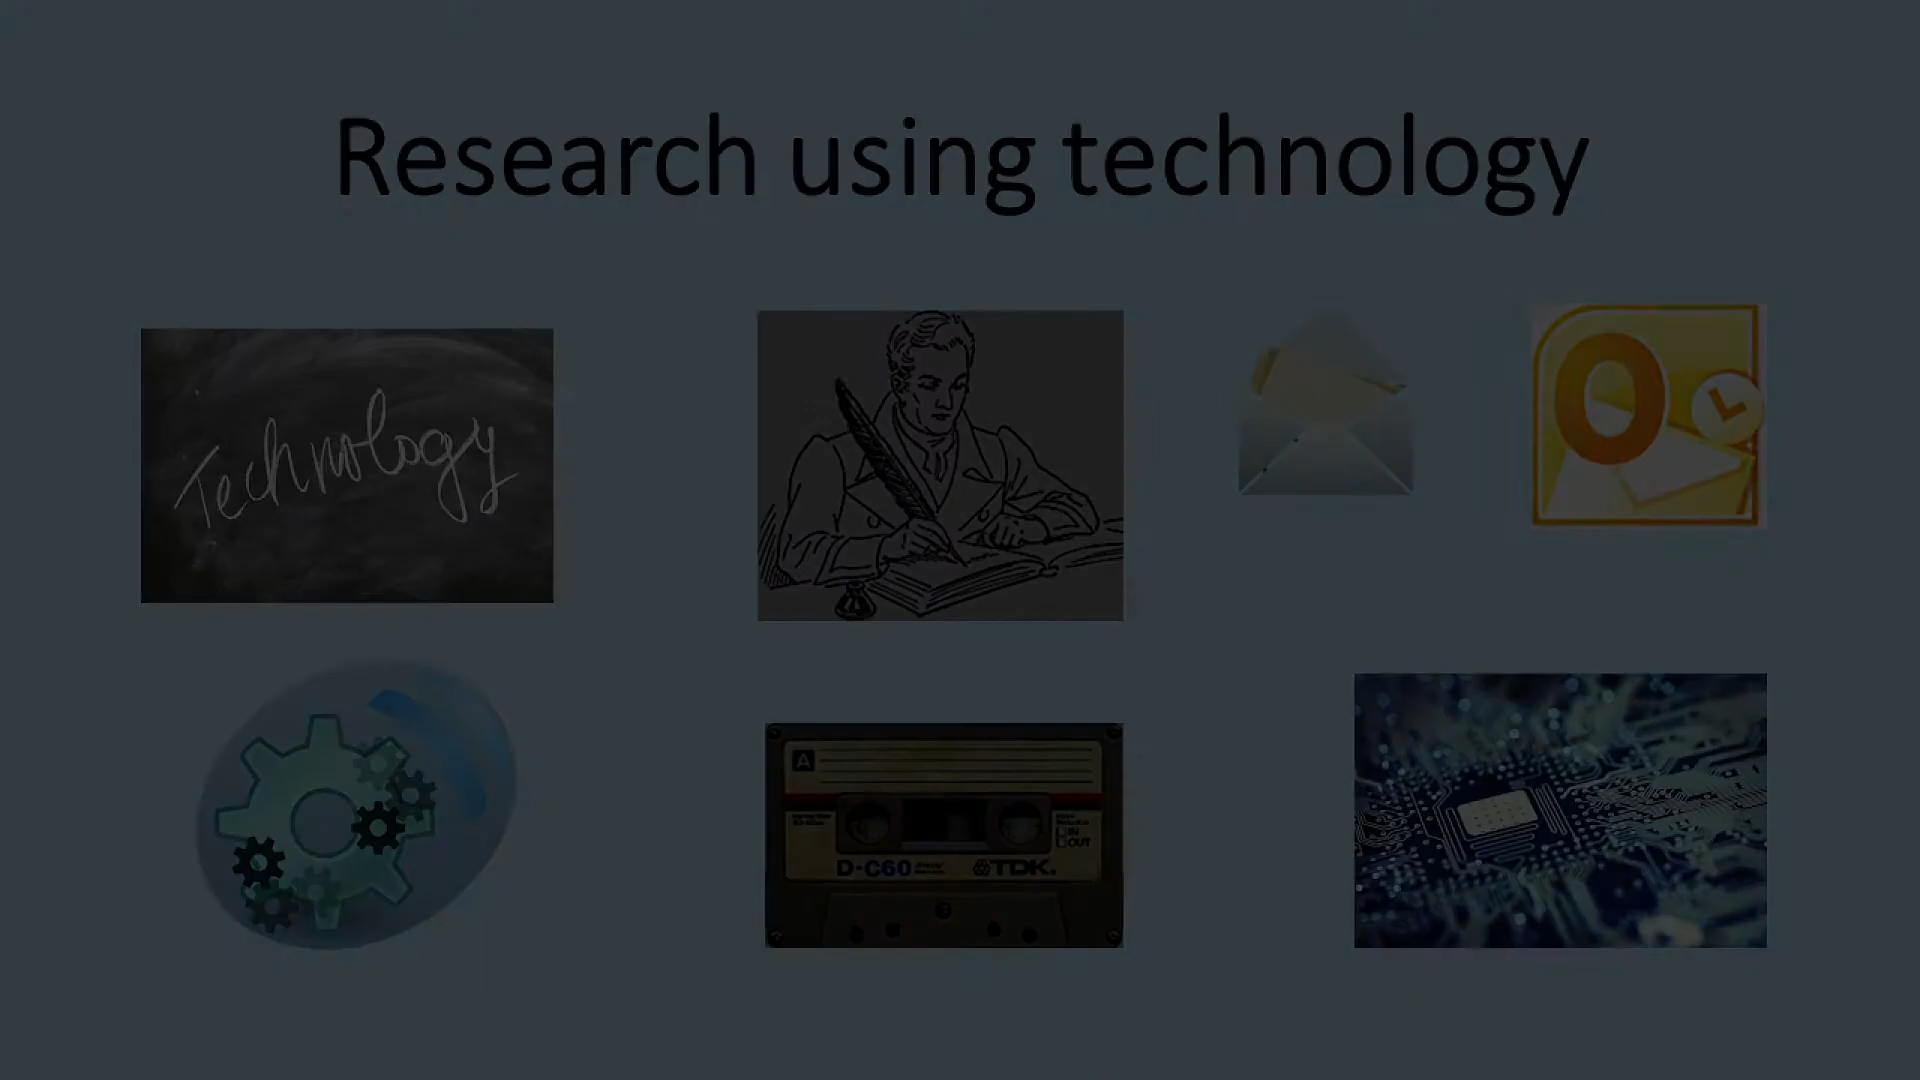 Research using technology
Technology
O
A
IN
OUT
D-C60
TDK.